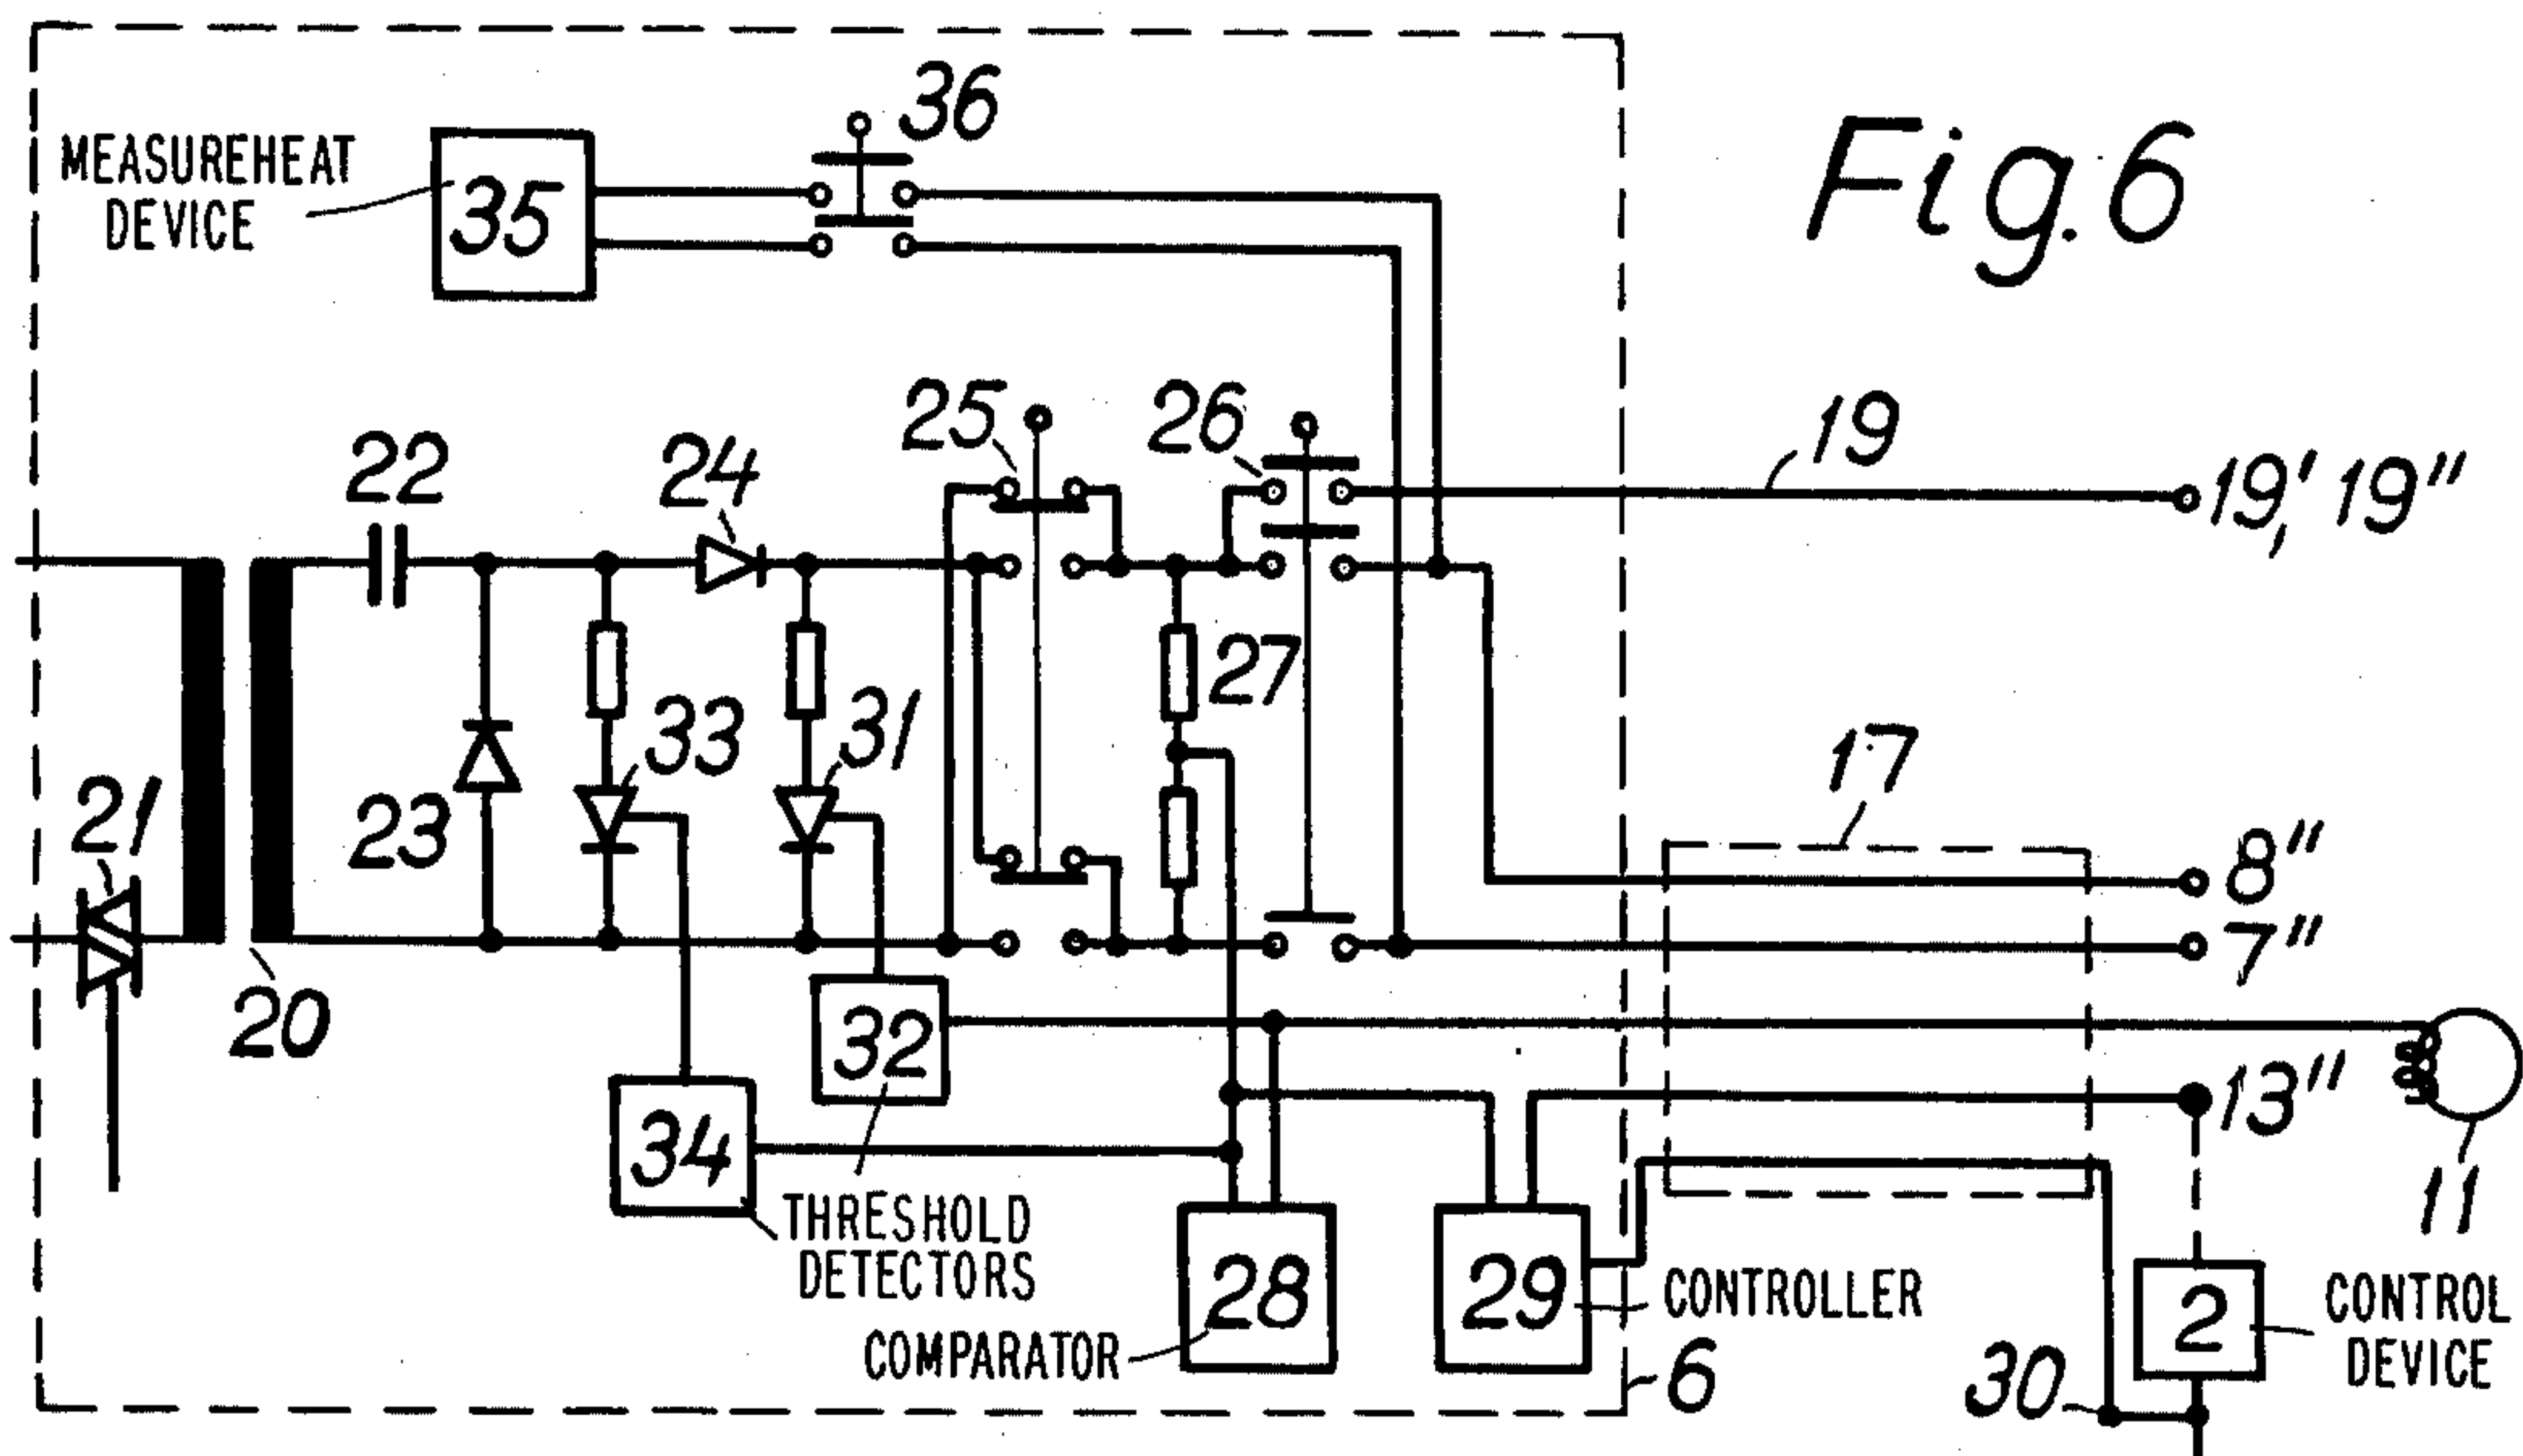 Fig. 6
36
MEASUREHEAT
DEVICE
35
25
26
19
19', 19"
22
24
27
17
33
31
21
23
8"
7"
20
32
13"
34
11
THRESHOLD
DETECTORS
28
29
CONTROLLER
2
CONTROL
DEVICE
COMPARATOR
6
30